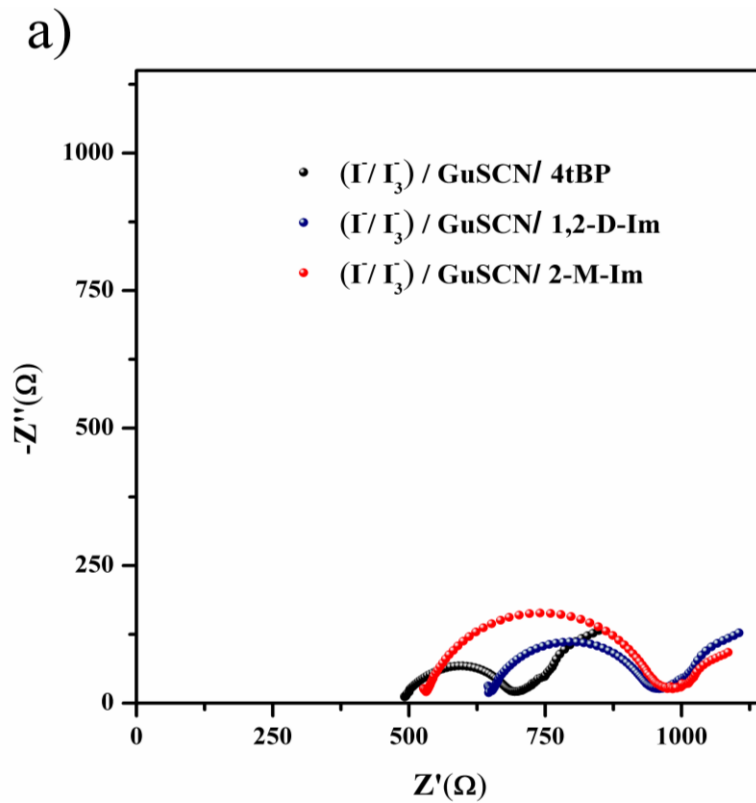 a)
1000
750
500
250
0
(I⁻/ I₃⁻) / GuSCN/ 4tBP
(I⁻/ I₃⁻) / GuSCN/ 1,2-D-Im
(I⁻/ I₃⁻) / GuSCN/ 2-M-Im
-Z''(Ω)
0 250 500 750 1000
Z'(Ω)